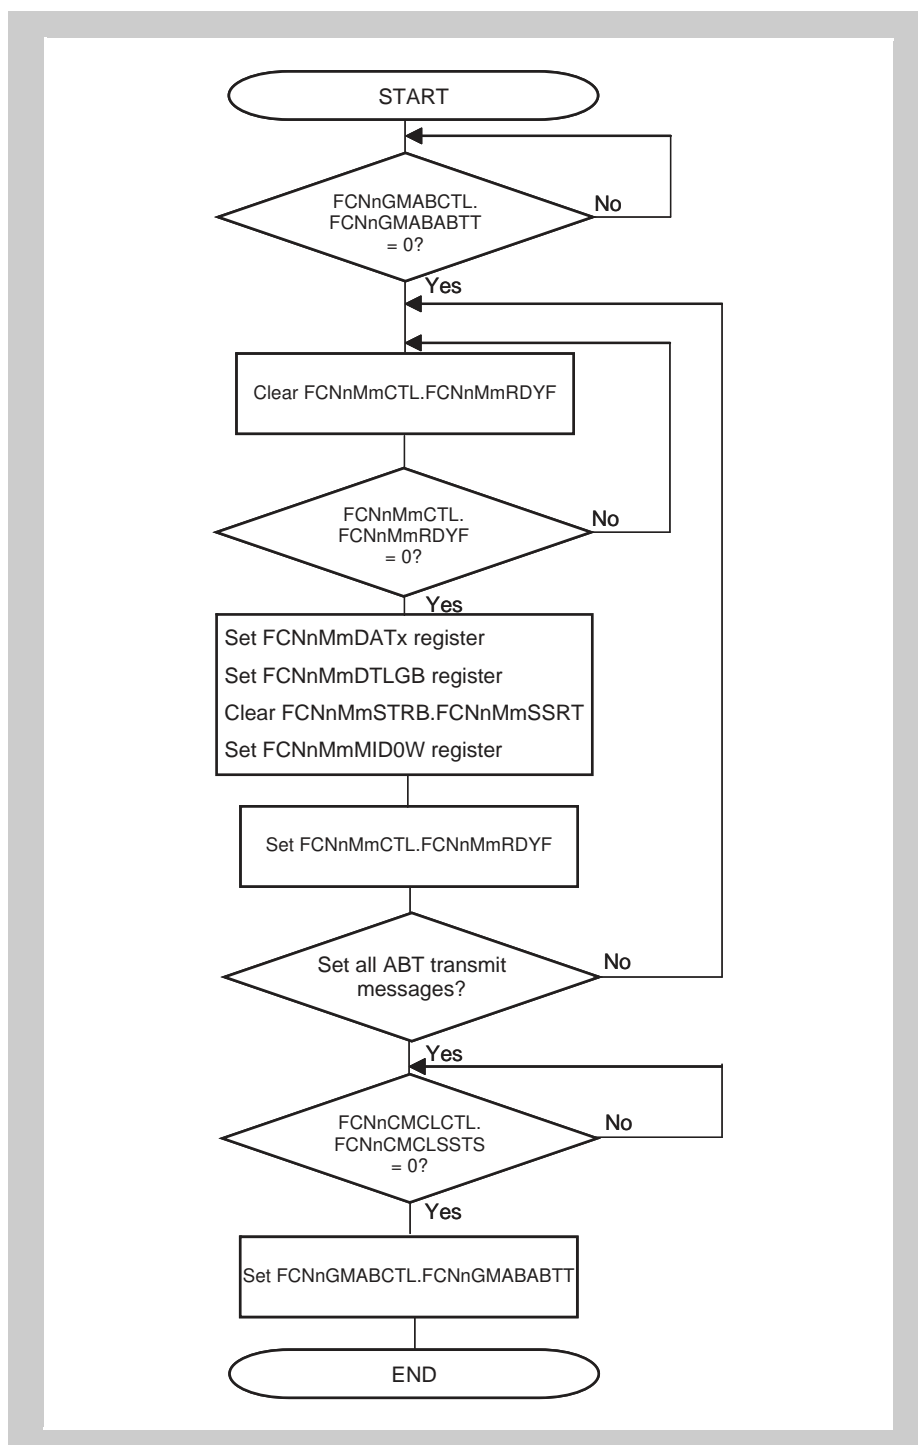 START
FCNnGMABCTL.
FCNnGMABABTT
= 0?
No
Yes
Clear FCNnMmCTL.FCNnMmRDYF
FCNnMmCTL.
FCNnMmRDYF
= 0?
No
Yes
Set FCNnMmDATx register
Set FCNnMmDTLGB register
Clear FCNnMmSTRB.FCNnMmSSRT
Set FCNnMmMID0W register
Set FCNnMmCTL.FCNnMmRDYF
Set all ABT transmit
messages?
No
Yes
FCNnCMCLCTL.
FCNnCMCLSSTS
= 0?
No
Yes
Set FCNnGMABCTL.FCNnGMABABTT
END